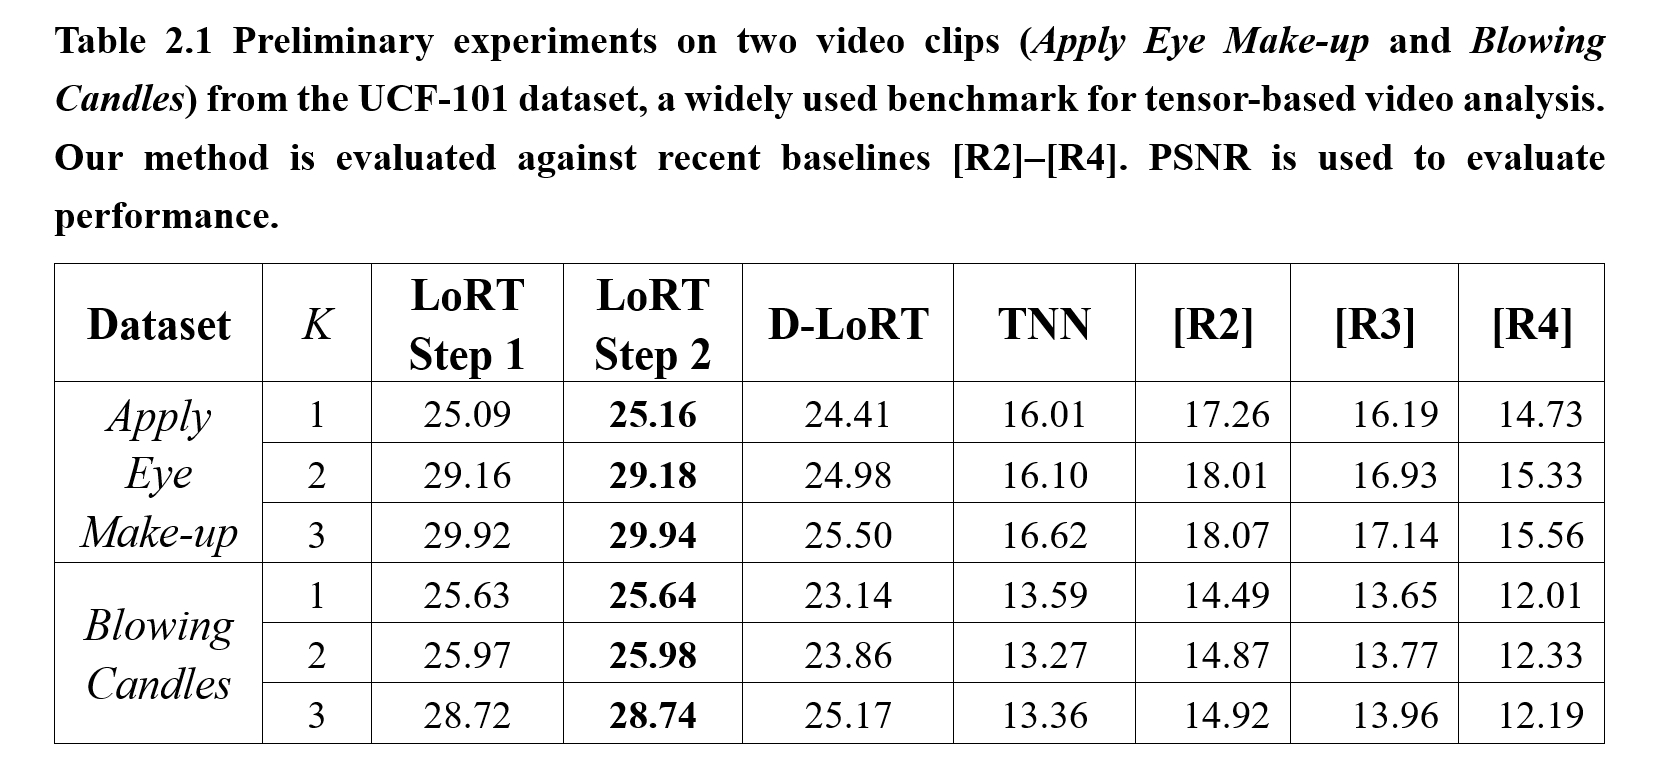 Table 2.1 Preliminary experiments on two video clips (Apply Eye Make-up and Blowing
Candles) from the UCF-101 dataset, a widely used benchmark for tensor-based video analysis.
Our method is evaluated against recent baselines [R2]–[R4]. PSNR is used to evaluate
performance.
Dataset K LoRT Step 1 LoRT Step 2 D-LoRT TNN [R2] [R3] [R4]
Apply Eye Make-up
1 25.09 25.16 24.41 16.01 17.26 16.19 14.73
2 29.16 29.18 24.98 16.10 18.01 16.93 15.33
3 29.92 29.94 25.50 16.62 18.07 17.14 15.56
Blowing Candles
1 25.63 25.64 23.14 13.59 14.49 13.65 12.01
2 25.97 25.98 23.86 13.27 14.87 13.77 12.33
3 28.72 28.74 25.17 13.36 14.92 13.96 12.19